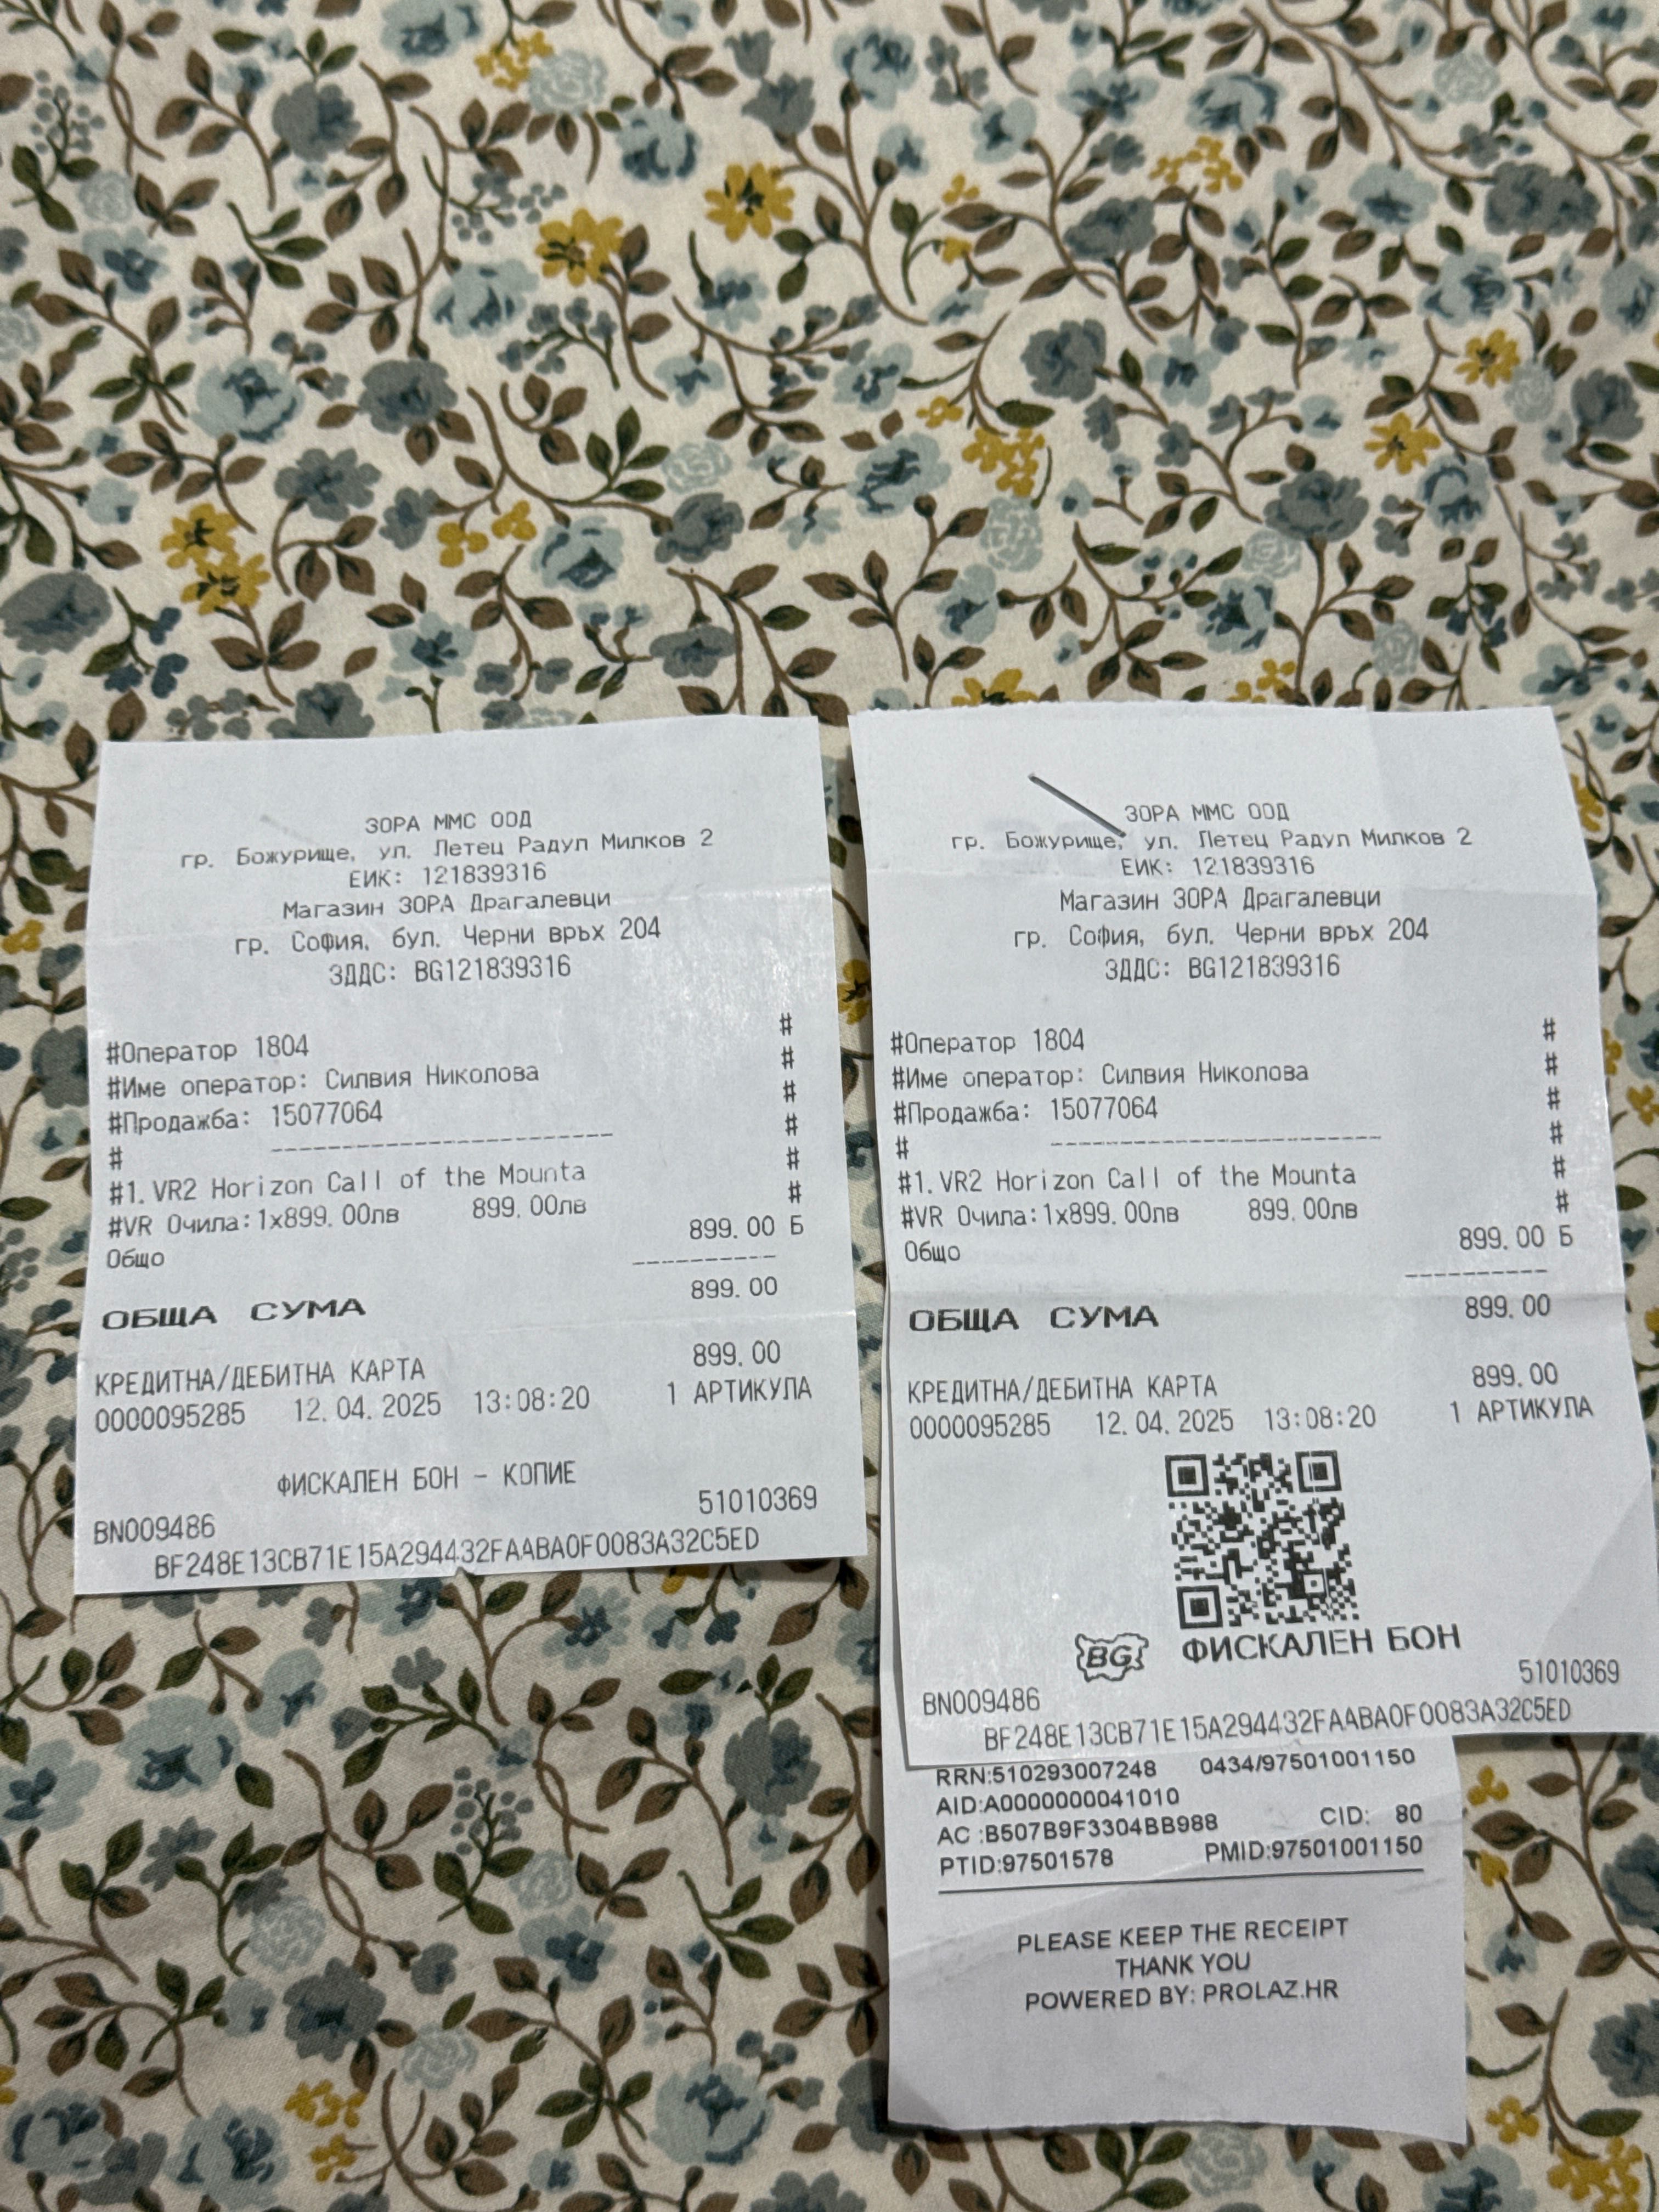 ЗОРА ММС ООД
гр. Божурище, ул. Летец Радул Милков 2
ЕИК: 121839316
Магазин ЗОРА Драгалевци
гр. София, бул. Черни връх 204
ЗДДС: BG121839316
#Оператор 1804 #
#Име оператор: Силвия Николова #
#Продажба: 15077064 #
# ------------------------ #
#1. VR2 Horizon Call of the Mounta #
#VR Очила:1x899.00лв 899.00лв #
Общо 899.00 Б
----------
ОБЩА СУМА 899.00
КРЕДИТНА/ДЕБИТНА КАРТА 899.00
0000095285 12.04.2025 13:08:20 1 АРТИКУЛА
ФИСКАЛЕН БОН - КОПИЕ
BN009486 51010369
BF248E13CB71E15A294432FAABA0F0083A32C5ED
ЗОРА ММС ООД
гр. Божурище, ул. Летец Радул Милков 2
ЕИК: 121839316
Магазин ЗОРА Драгалевци
гр. София, бул. Черни връх 204
ЗДДС: BG121839316
#Оператор 1804 #
#Име оператор: Силвия Николова #
#Продажба: 15077064 #
# ------------------------ #
#1. VR2 Horizon Call of the Mounta #
#VR Очила:1x899.00лв 899.00лв #
Общо 899.00 Б
----------
ОБЩА СУМА 899.00
КРЕДИТНА/ДЕБИТНА КАРТА 899.00
0000095285 12.04.2025 13:08:20 1 АРТИКУЛА
BG ФИСКАЛЕН БОН
BN009486 51010369
BF248E13CB71E15A294432FAABA0F0083A32C5ED
RRN:510293007248 0434/97501001150
AID:A0000000041010
AC :B507B9F3304BB988 CID: 80
PTID:97501578 PMID:97501001150
PLEASE KEEP THE RECEIPT
THANK YOU
POWERED BY: PROLAZ.HR